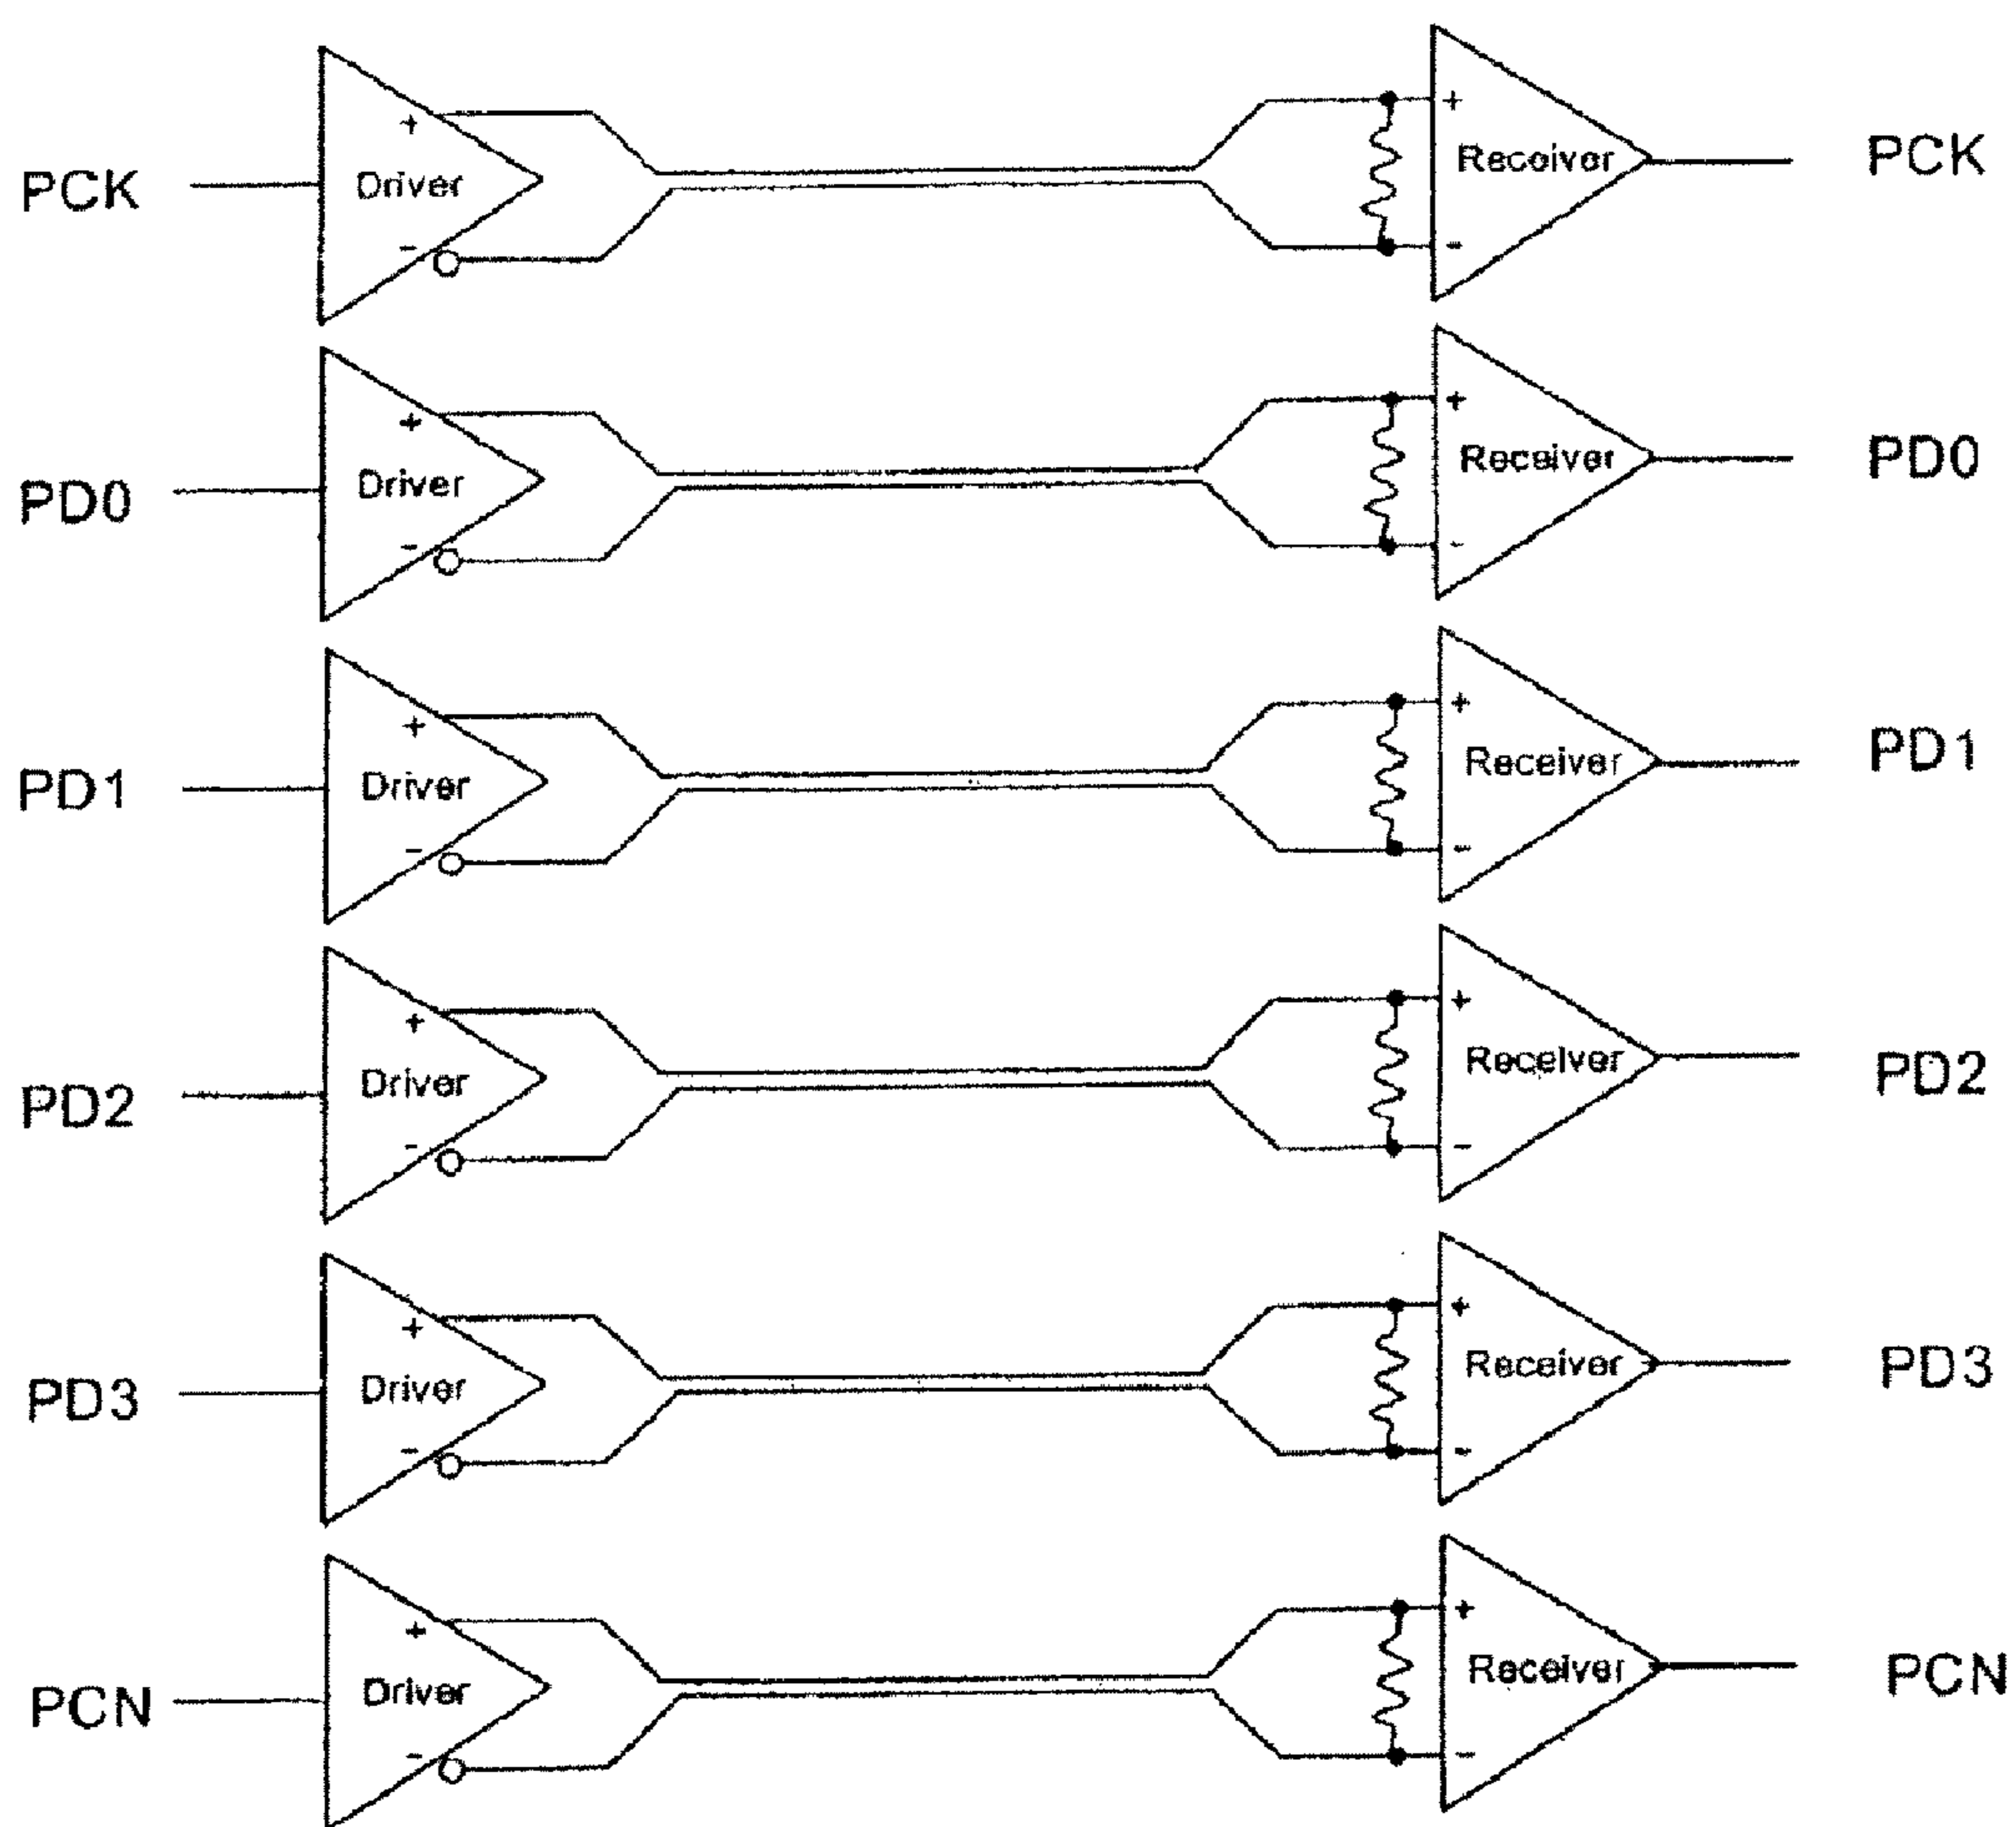 PCK + Driver - + Receiver - PCK
PD0 + Driver - + Receiver - PD0
PD1 + Driver - + Receiver - PD1
PD2 + Driver - + Receiver - PD2
PD3 + Driver - + Receiver - PD3
PCN + Driver - + Receiver - PCN